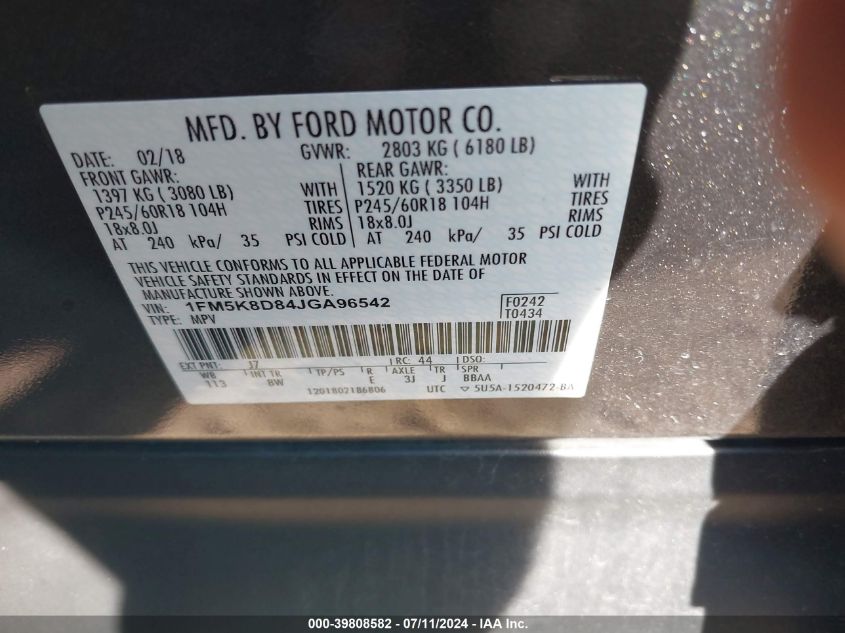 MFD. BY FORD MOTOR CO.
DATE: 02/18 GVWR: 2803 KG ( 6180 LB)
FRONT GAWR: REAR GAWR:
1397 KG ( 3080 LB) WITH 1520 KG ( 3350 LB) WITH
P245/60R18 104H TIRES P245/60R18 104H TIRES
18x8.0J RIMS 18x8.0J RIMS
AT 240 kPa/ 35 PSI COLD AT 240 kPa/ 35 PSI COLD
THIS VEHICLE CONFORMS TO ALL APPLICABLE FEDERAL MOTOR
VEHICLE SAFETY STANDARDS IN EFFECT ON THE DATE OF
MANUFACTURE SHOWN ABOVE.
VIN: 1FM5K8D84JGA96542 F0242
TYPE: MPV T0434
EXT PNT: J7 RC: 44 DSO:
WB INT TR TP/PS R AXLE TR SPR
113 8W E 3J J BBAA
1201802186806 UTC ▽ 5U5A-1520472-BA
000-39808582 - 07/11/2024 - IAA Inc.